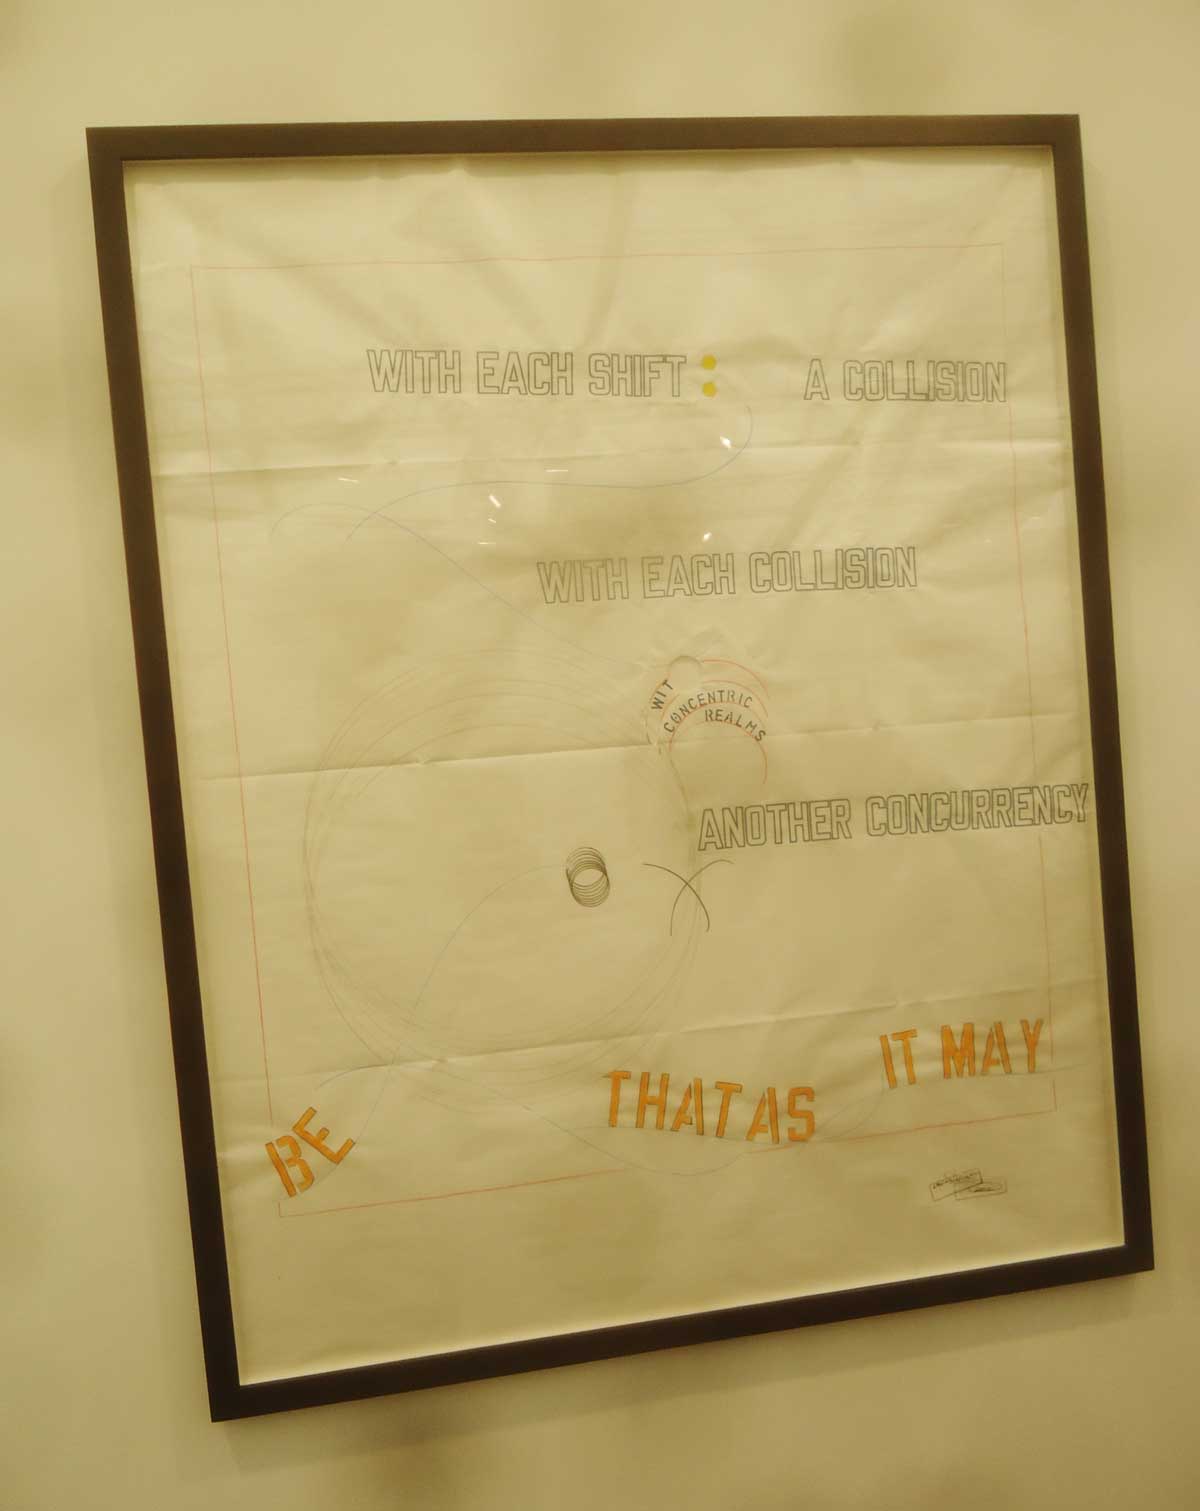 WITH EACH SHIFT : A COLLISION
WITH EACH COLLISION
WIT
CONCENTRIC
REALMS
ANOTHER CONCURRENCY
BE THAT AS IT MAY